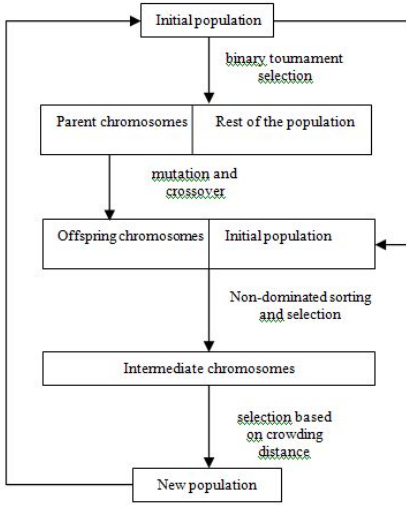 Initial population
binary tournament
selection
Parent chromosomes
Rest of the population
mutation and
crossover
Offspring chromosomes
Initial population
Non-dominated sorting
and selection
Intermediate chromosomes
selection based
on crowding
distance
New population